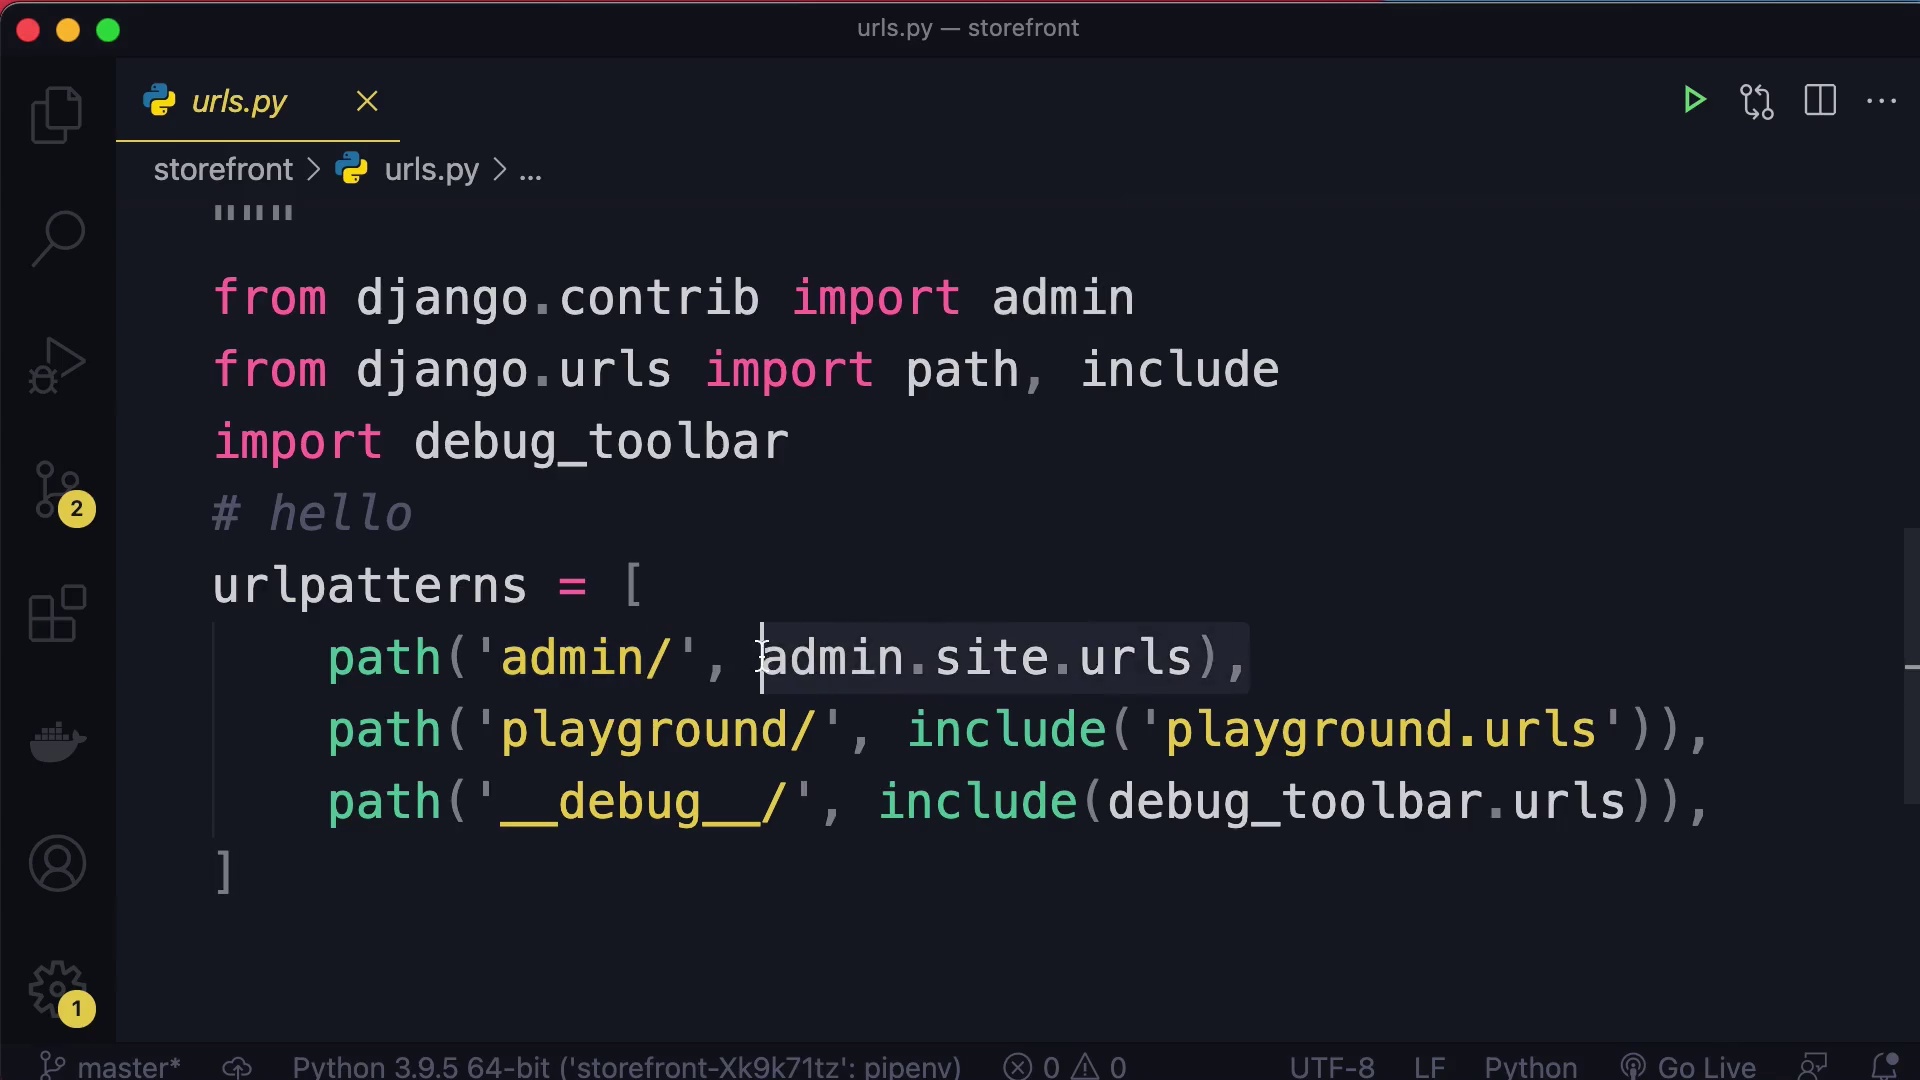 urls.py — storefront
urls.py
storefront > urls.py > ...
"""
from django.contrib import admin
from django.urls import path, include
import debug_toolbar
# hello
urlpatterns = [
    path('admin/', admin.site.urls),
    path('playground/', include('playground.urls')),
    path('__debug__/', include(debug_toolbar.urls)),
]
2
1
master* Python 3.9.5 64-bit ('storefront-Xk9k71tz': pipenv) 0 0 UTF-8 LF Python Go Live